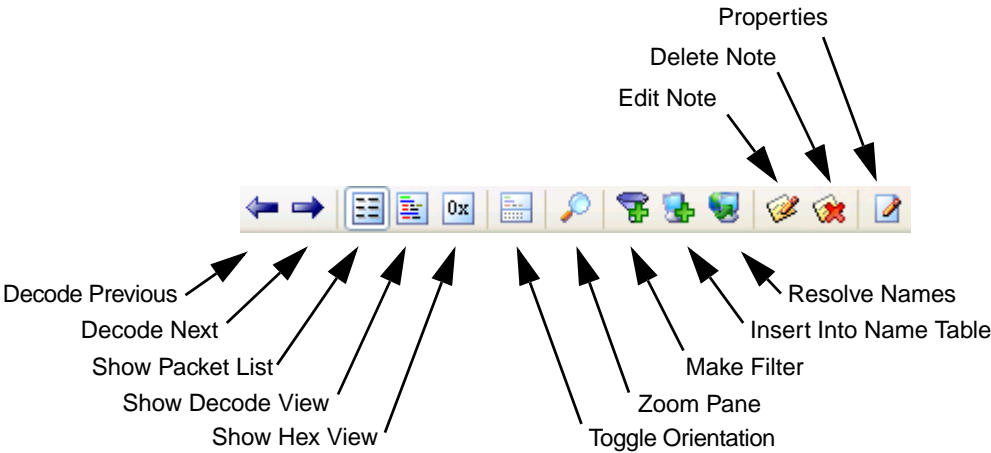 Properties
Delete Note
Edit Note
0x
Decode Previous
Resolve Names
Decode Next
Insert Into Name Table
Show Packet List
Make Filter
Show Decode View
Zoom Pane
Show Hex View
Toggle Orientation